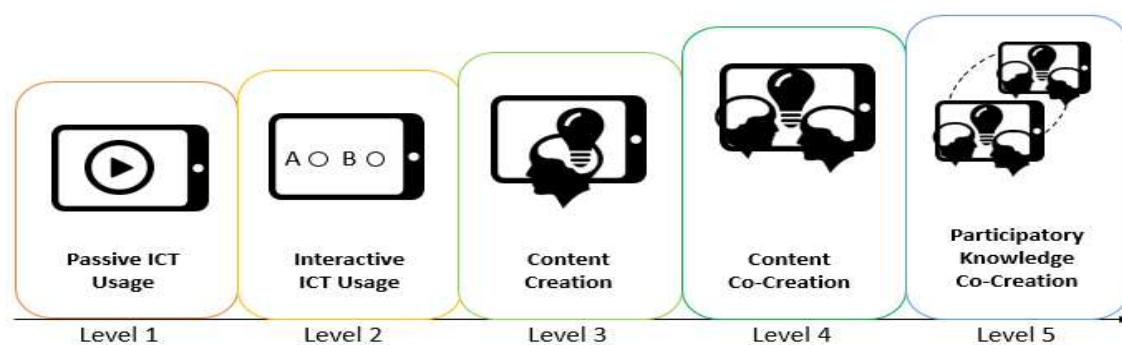 A B
Passive ICT
Usage
Interactive
ICT Usage
Content
Creation
Content
Co-Creation
Participatory
Knowledge
Co-Creation
Level 1
Level 2
Level 3
Level 4
Level 5